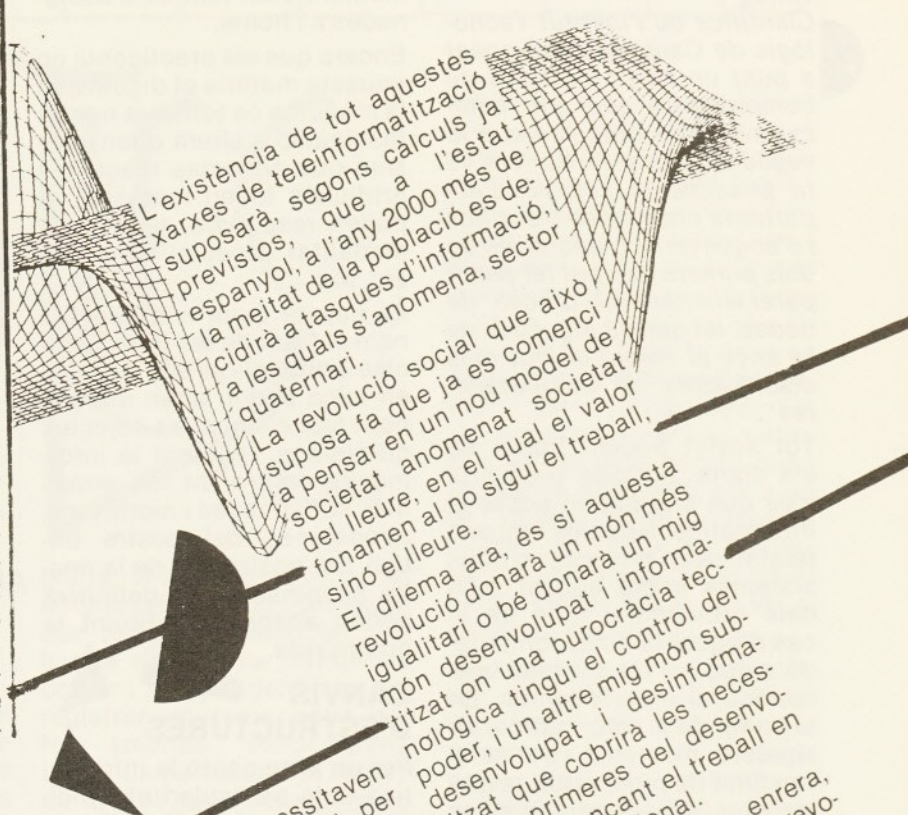 L'existència de tot aquestes
xarxes de teleinformatització
suposarà, segons càlculs ja
previstos, que a l'estat
espanyol, a l'any 2000 més de
la meitat de la població es de-
cidirà a tasques d'informació,
a les quals s'anomena, sector
quaternari.
La revolució social que això
suposa fa que ja es comenci
a pensar en un nou model de
societat anomenat societat
del lleure, en el qual el valor
fonamen al no sigui el treball,
sinó el lleure.
El dilema ara, és si aquesta
revolució donarà un món més
igualitari o bé donarà un mig
món desenvolupat i informa-
titzat on una burocràcia tec-
nològica tingui el control del
poder, i un altre mig món sub-
desenvolupat i desinforma-
titzat que cobrirà les neces-
primeres del desenvo-
el treball en
enrera,
per